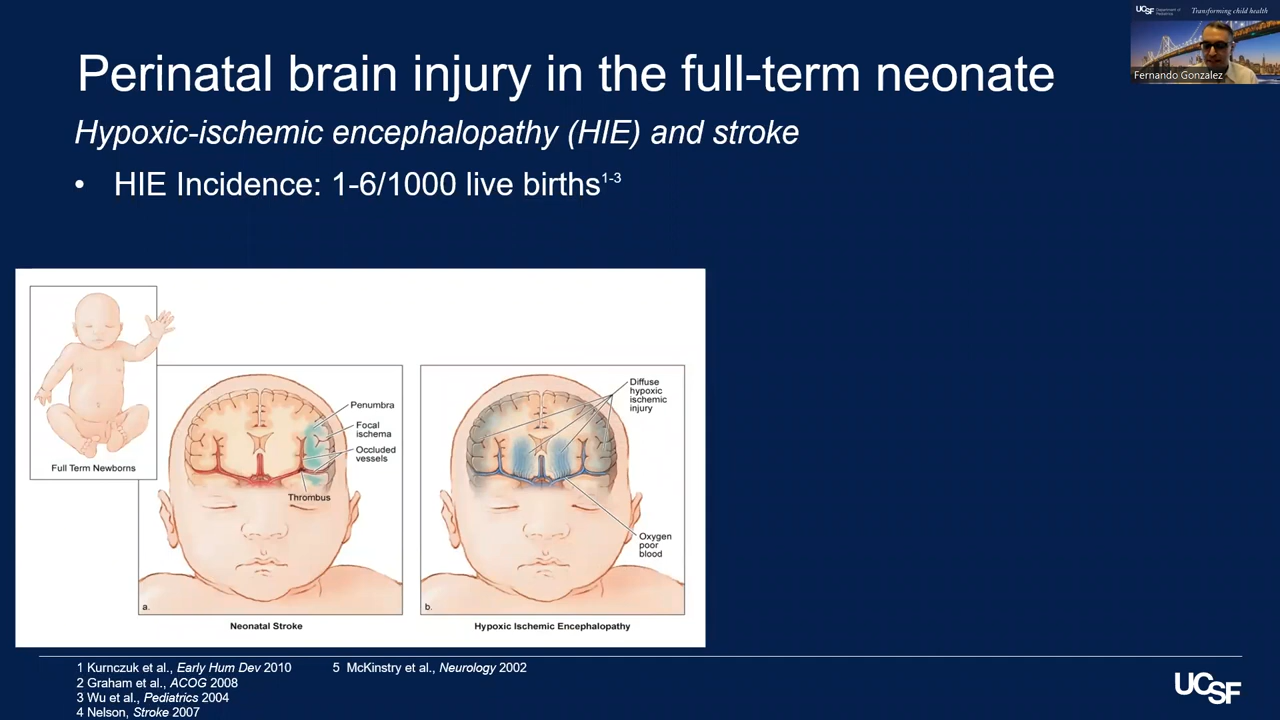 UCSF Department of Pediatrics
Transforming child health
Fernando Gonzalez
Perinatal brain injury in the full-term neonate
Hypoxic-ischemic encephalopathy (HIE) and stroke
• HIE Incidence: 1-6/1000 live births1-3
Full Term Newborns
Penumbra
Focal
ischema
Occluded
vessels
Thrombus
a.
Neonatal Stroke
Diffuse
hypoxic
ischemic
injury
Oxygen
poor
blood
b.
Hypoxic Ischemic Encephalopathy
1 Kurnczuk et al., Early Hum Dev 2010
2 Graham et al., ACOG 2008
3 Wu et al., Pediatrics 2004
4 Nelson, Stroke 2007
5 McKinstry et al., Neurology 2002
UCSF